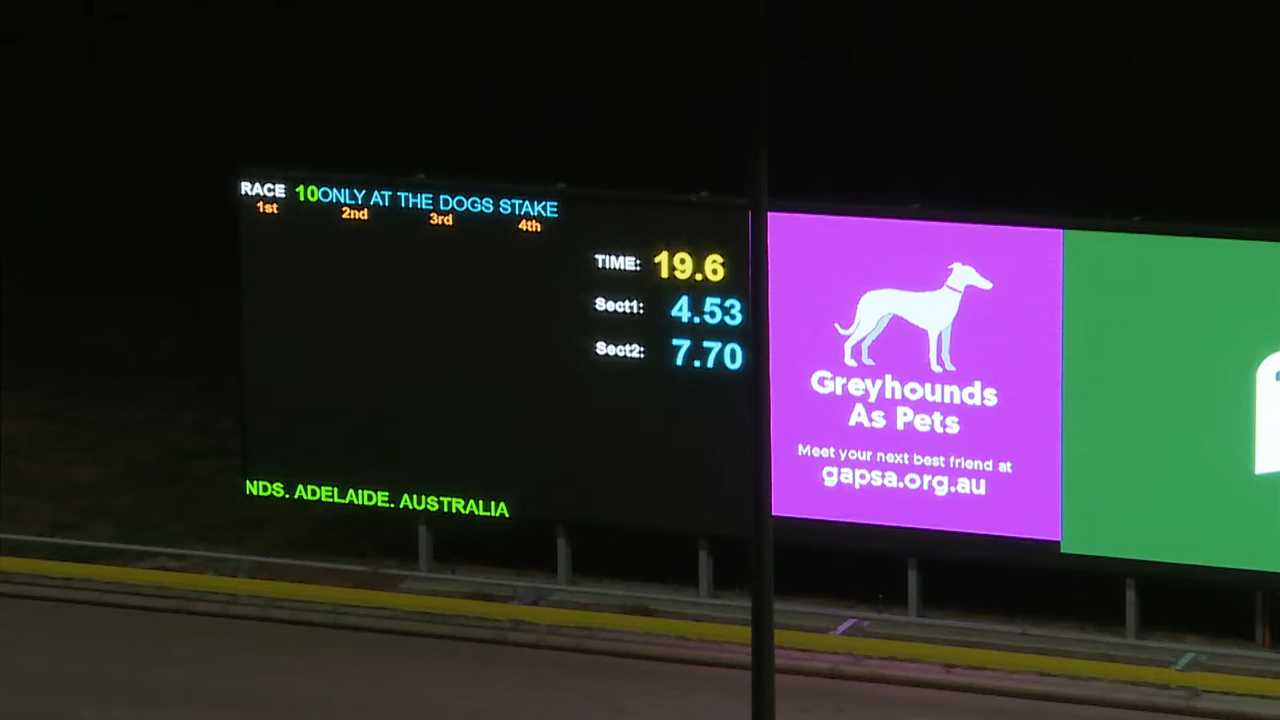 RACE 10ONLY AT THE DOGS STAKE
1st 2nd 3rd 4th
TIME: 19.6
Sect1: 4.53
Sect2: 7.70
NDS. ADELAIDE. AUSTRALIA
Greyhounds
As Pets
Meet your next best friend at
gapsa.org.au